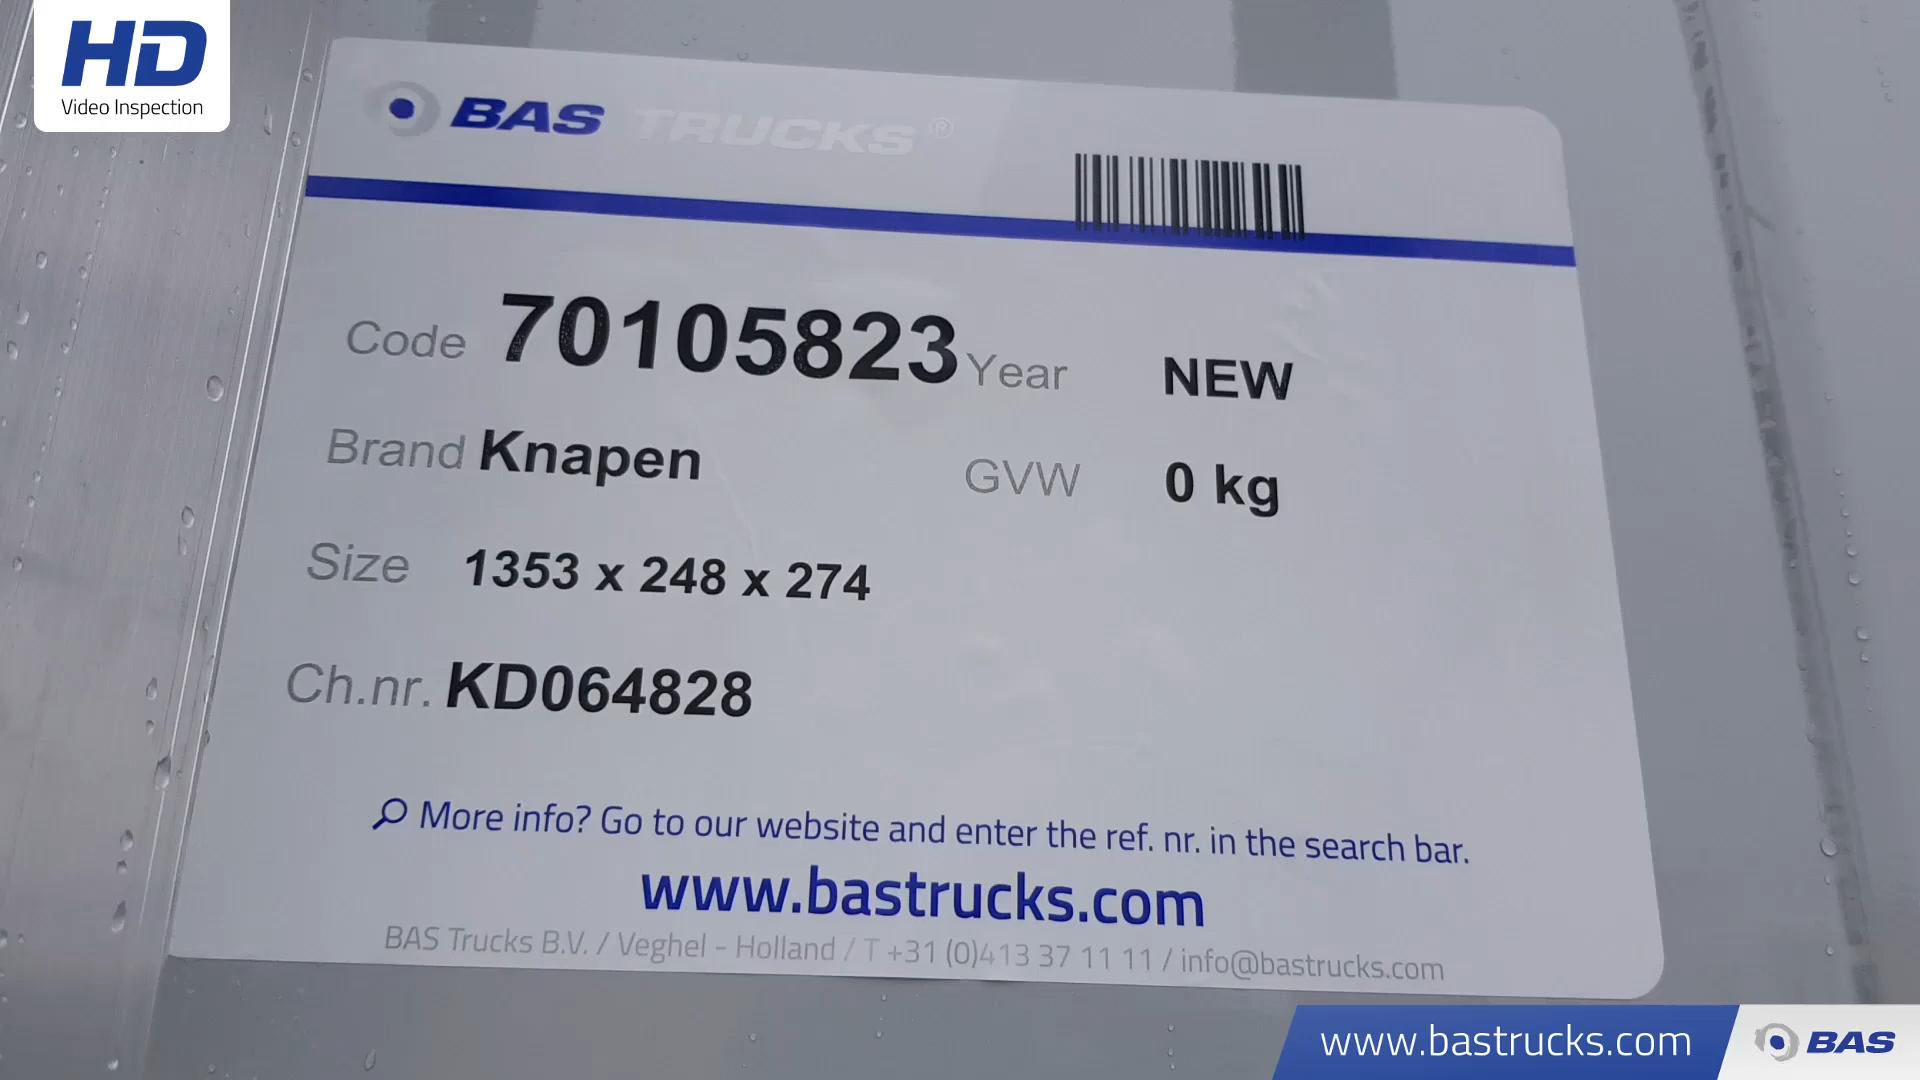 HD
Video Inspection
BAS TRUCKS®
Code 70105823 Year NEW
Brand Knapen GVW 0 kg
Size 1353 x 248 x 274
Ch.nr. KD064828
More info? Go to our website and enter the ref. nr. in the search bar.
www.bastrucks.com
BAS Trucks B.V. / Veghel - Holland / T +31 (0)413 37 11 11 / info@bastrucks.com
www.bastrucks.com BAS